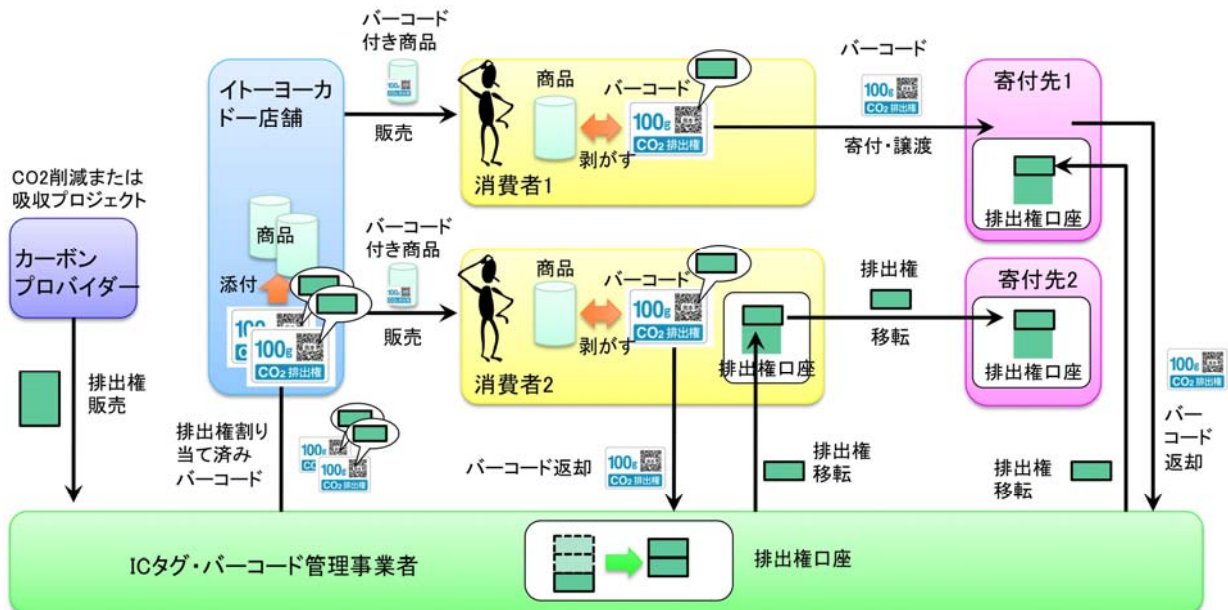 CO2削減または
吸収プロジェクト
カーボン
プロバイダー
排出権
販売
イトーヨーカ
ドー店舗
商品
添付
100g
CO2 排出権
排出権割り
当て済み
バーコード
100g
CO2 排出権
バーコード
付き商品
100g
CO2 排出権
販売
バーコード
付き商品
販売
商品
バーコード
100g
CO2 排出権
剥がす
消費者1
商品
バーコード
100g
CO2 排出権
剥がす
消費者2
排出権口座
バーコード
100g
CO2 排出権
寄付・譲渡
排出権
移転
寄付先1
排出権口座
寄付先2
排出権口座
バーコード返却
100g
CO2 排出権
排出権
移転
排出権
移転
100g
CO2 排出権
バー
コード
返却
ICタグ・バーコード管理事業者
排出権口座